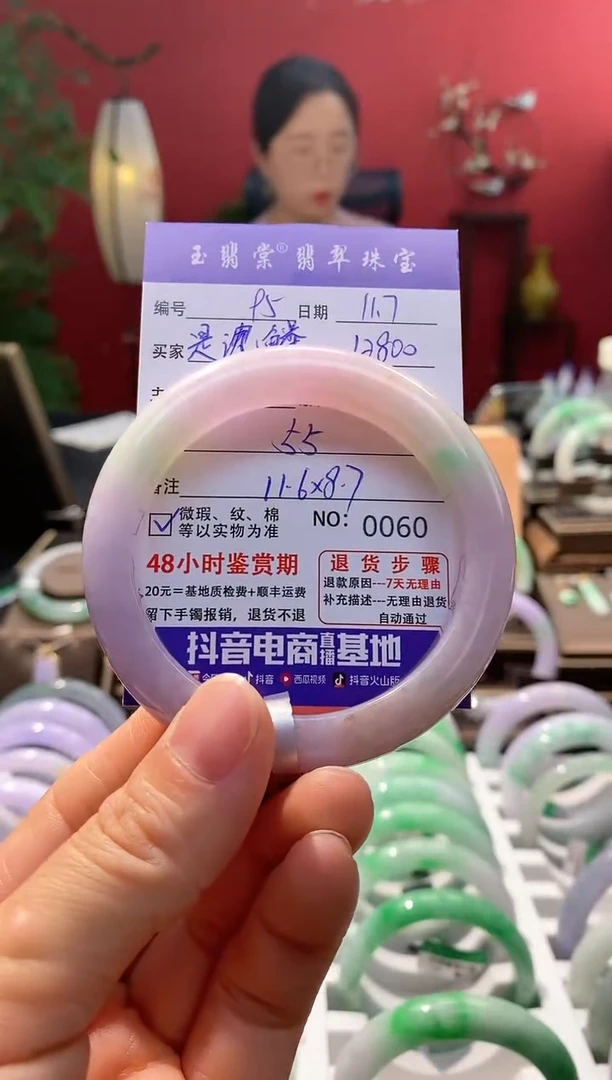 玉翡棠®翡翠珠宝
编号 95 日期 11.7
买家 是 12800
55
注 11.6x8.7
微瑕、纹、棉
等以实物为准
NO: 0060
48小时鉴赏期
20元=基地质检费+顺丰运费
留下手镯报销，退货不退
退货步骤
退款原因---7天无理由
补充描述---无理由退货
自动通过
抖音电商直播基地
抖音 西瓜视频 抖音火山版